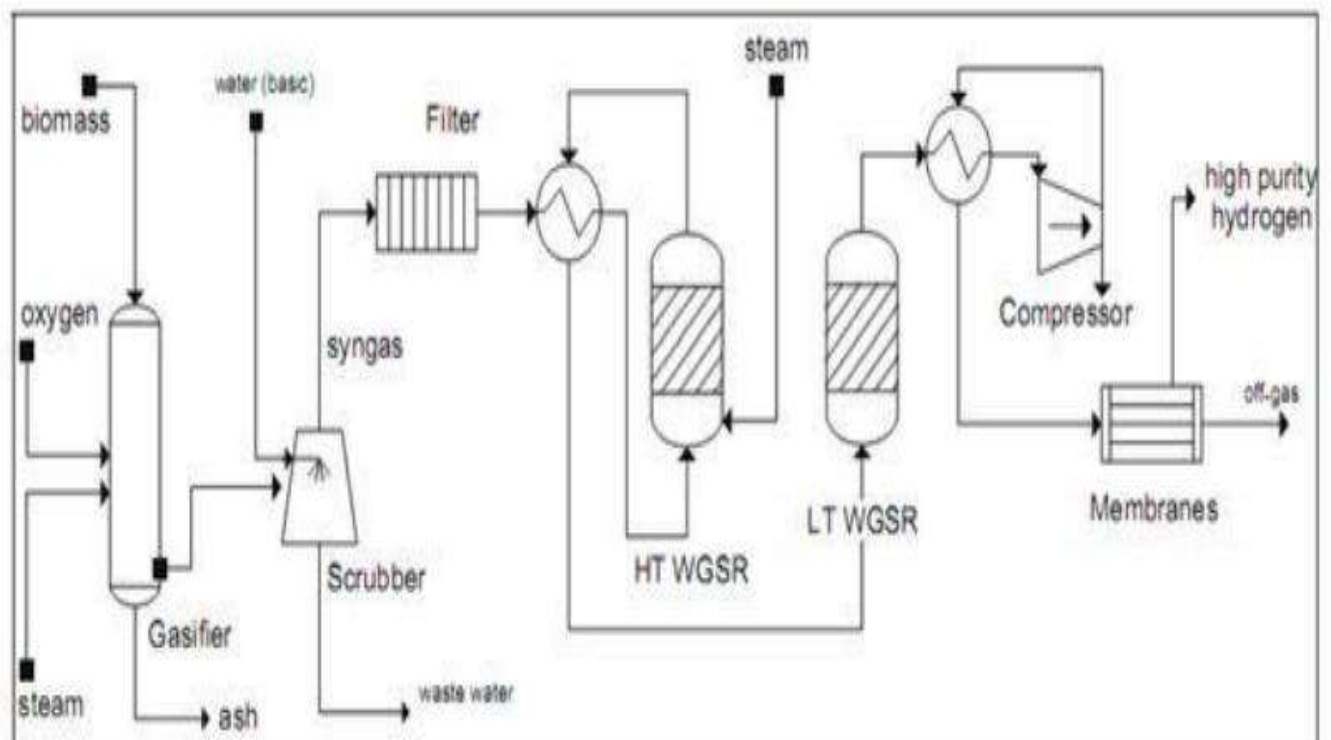 steam
water (basic)
biomass
Filter
high purity
hydrogen
oxygen
Compressor
syngas
off-gas
Membranes
LT WGSR
HT WGSR
Scrubber
Gasifier
waste water
steam
ash